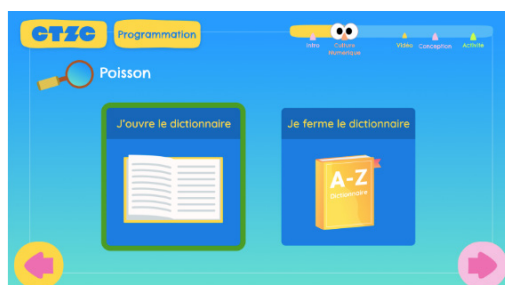 CTZC
Programmation
Intro
Culture
Numérique
Vidéo
Conception
Activité
Poisson
J'ouvre le dictionnaire
Je ferme le dictionnaire
A-Z
Dictionnaire